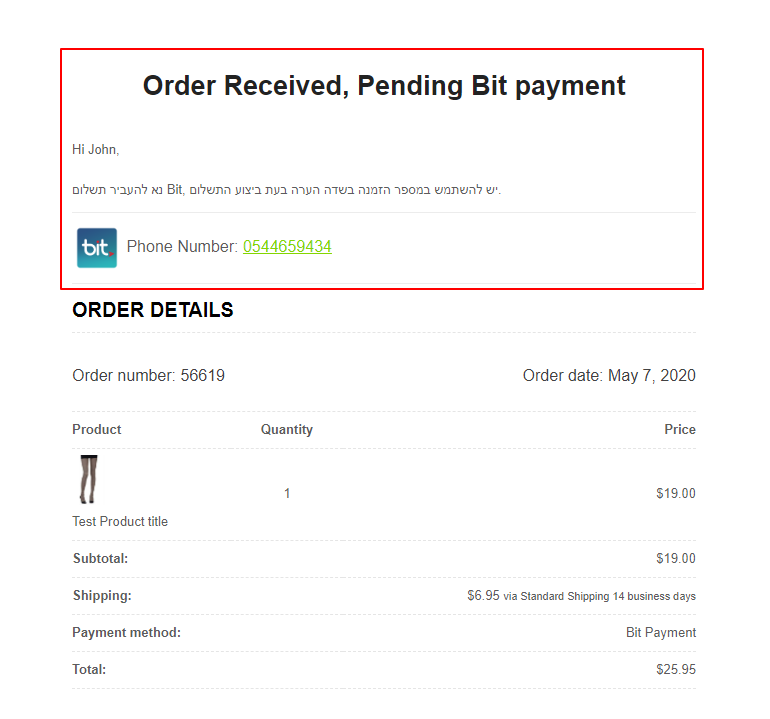 Order Received, Pending Bit payment
Hi John,
נא להעביר תשלום Bit, יש להשתמש במספר הזמנה בשדה הערה בעת ביצוע התשלום.
bit Phone Number: 0544659434
ORDER DETAILS
Order number: 56619 Order date: May 7, 2020
Product Quantity Price
1 $19.00
Test Product title
Subtotal: $19.00
Shipping: $6.95 via Standard Shipping 14 business days
Payment method: Bit Payment
Total: $25.95